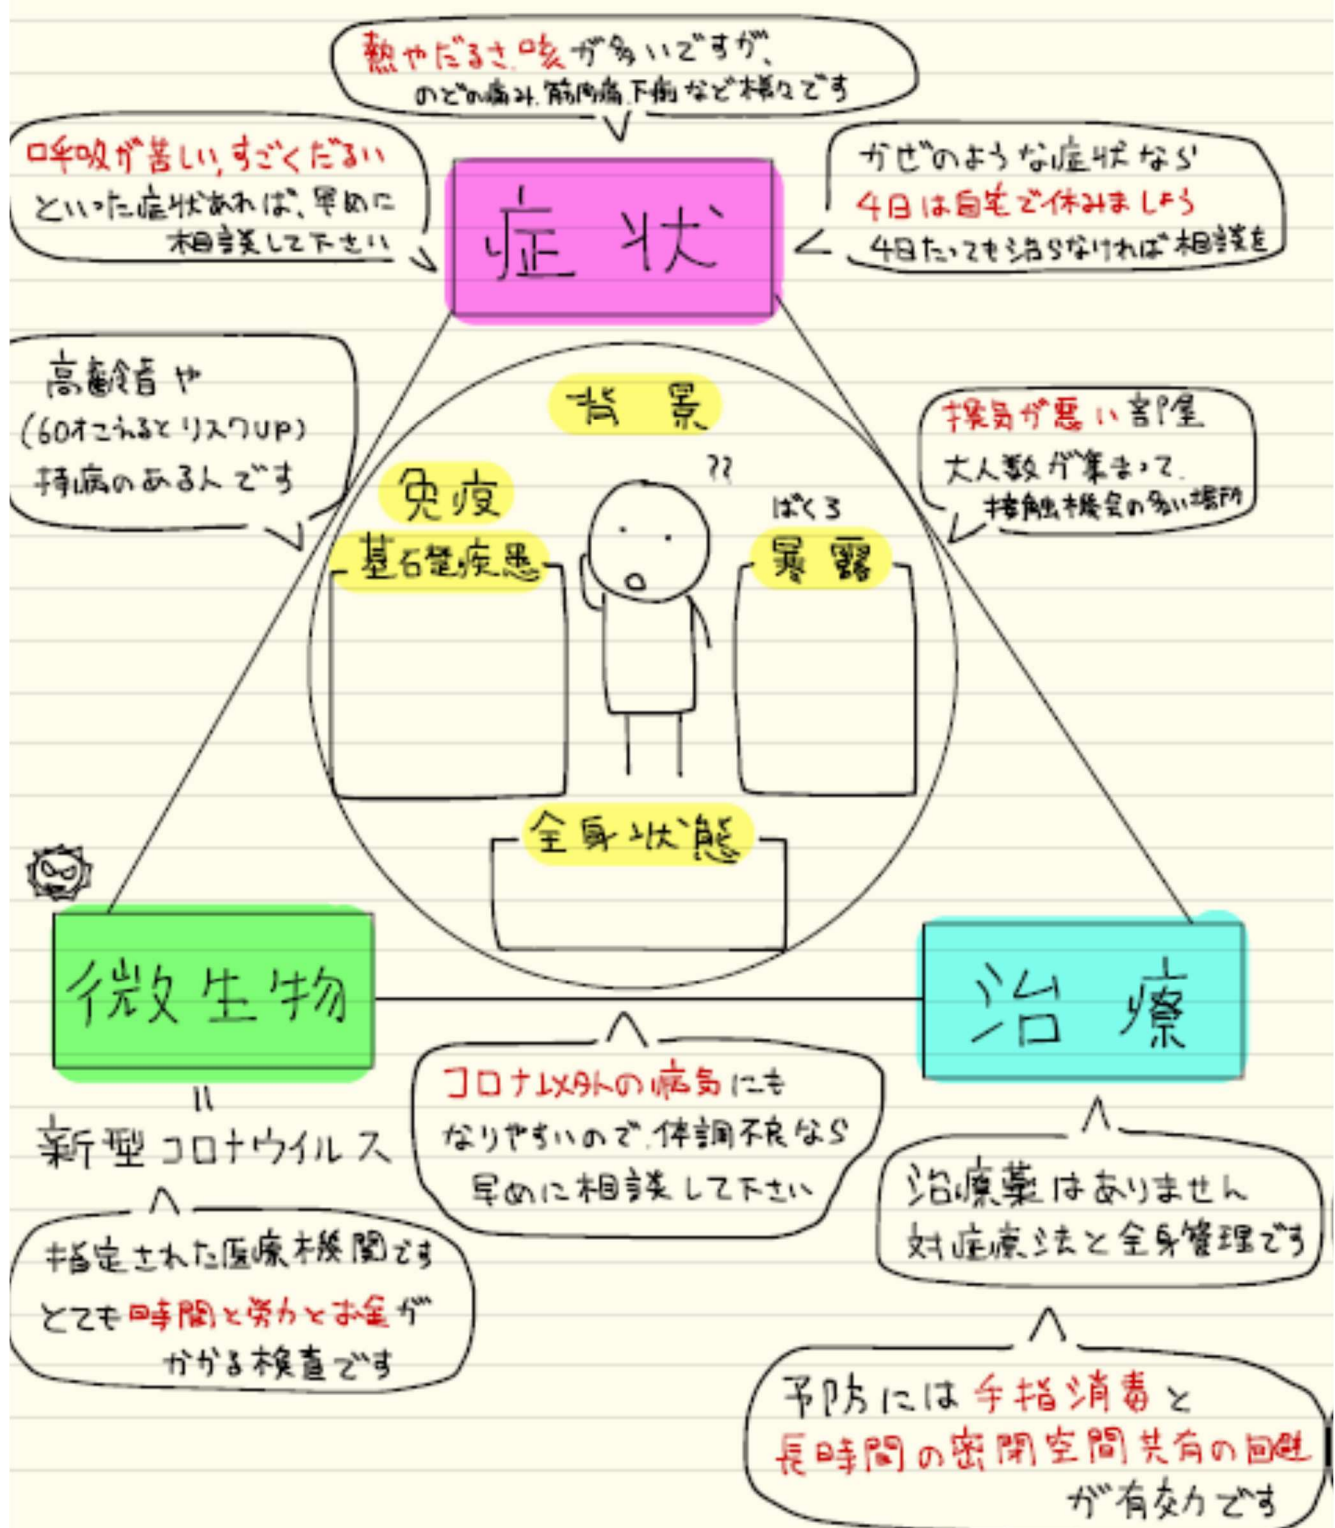 熱やだるさ、咳が多いですが、
のどの痛み、筋肉痛、下痢など様々です
呼吸が苦しい、すごくだるい
といった症状あれば、早めに
相談して下さい
かぜのような症状なら
4日は自宅で休みましょう
4日たっても治らなければ相談を
症状
高齢者や
(60才こえるとリスクUP)
持病のある人です
背景
??
免疫
基礎疾患
ばくろ
暴露
換気が悪い部屋
大人数が集まって、
接触機会の多い場所
全身状態
微生物
治療
=
新型コロナウイルス
コロナ以外の病気にも
なりやすいので、体調不良なら
早めに相談して下さい
指定された医療機関です
とても時間と労力とお金が
かかる検査です
治療薬はありません
対症療法と全身管理です
予防には手指消毒と
長時間の密閉空間共有の回避
が有効です